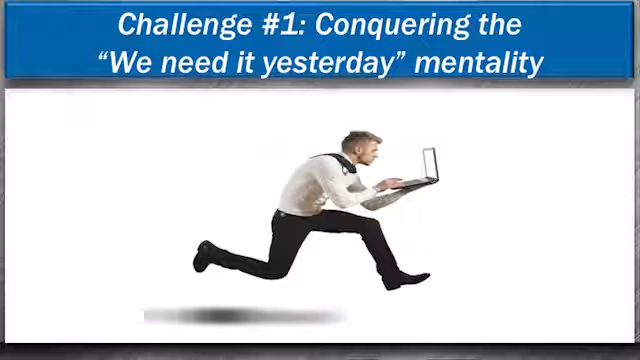 Challenge #1: Conquering the
“We need it yesterday” mentality